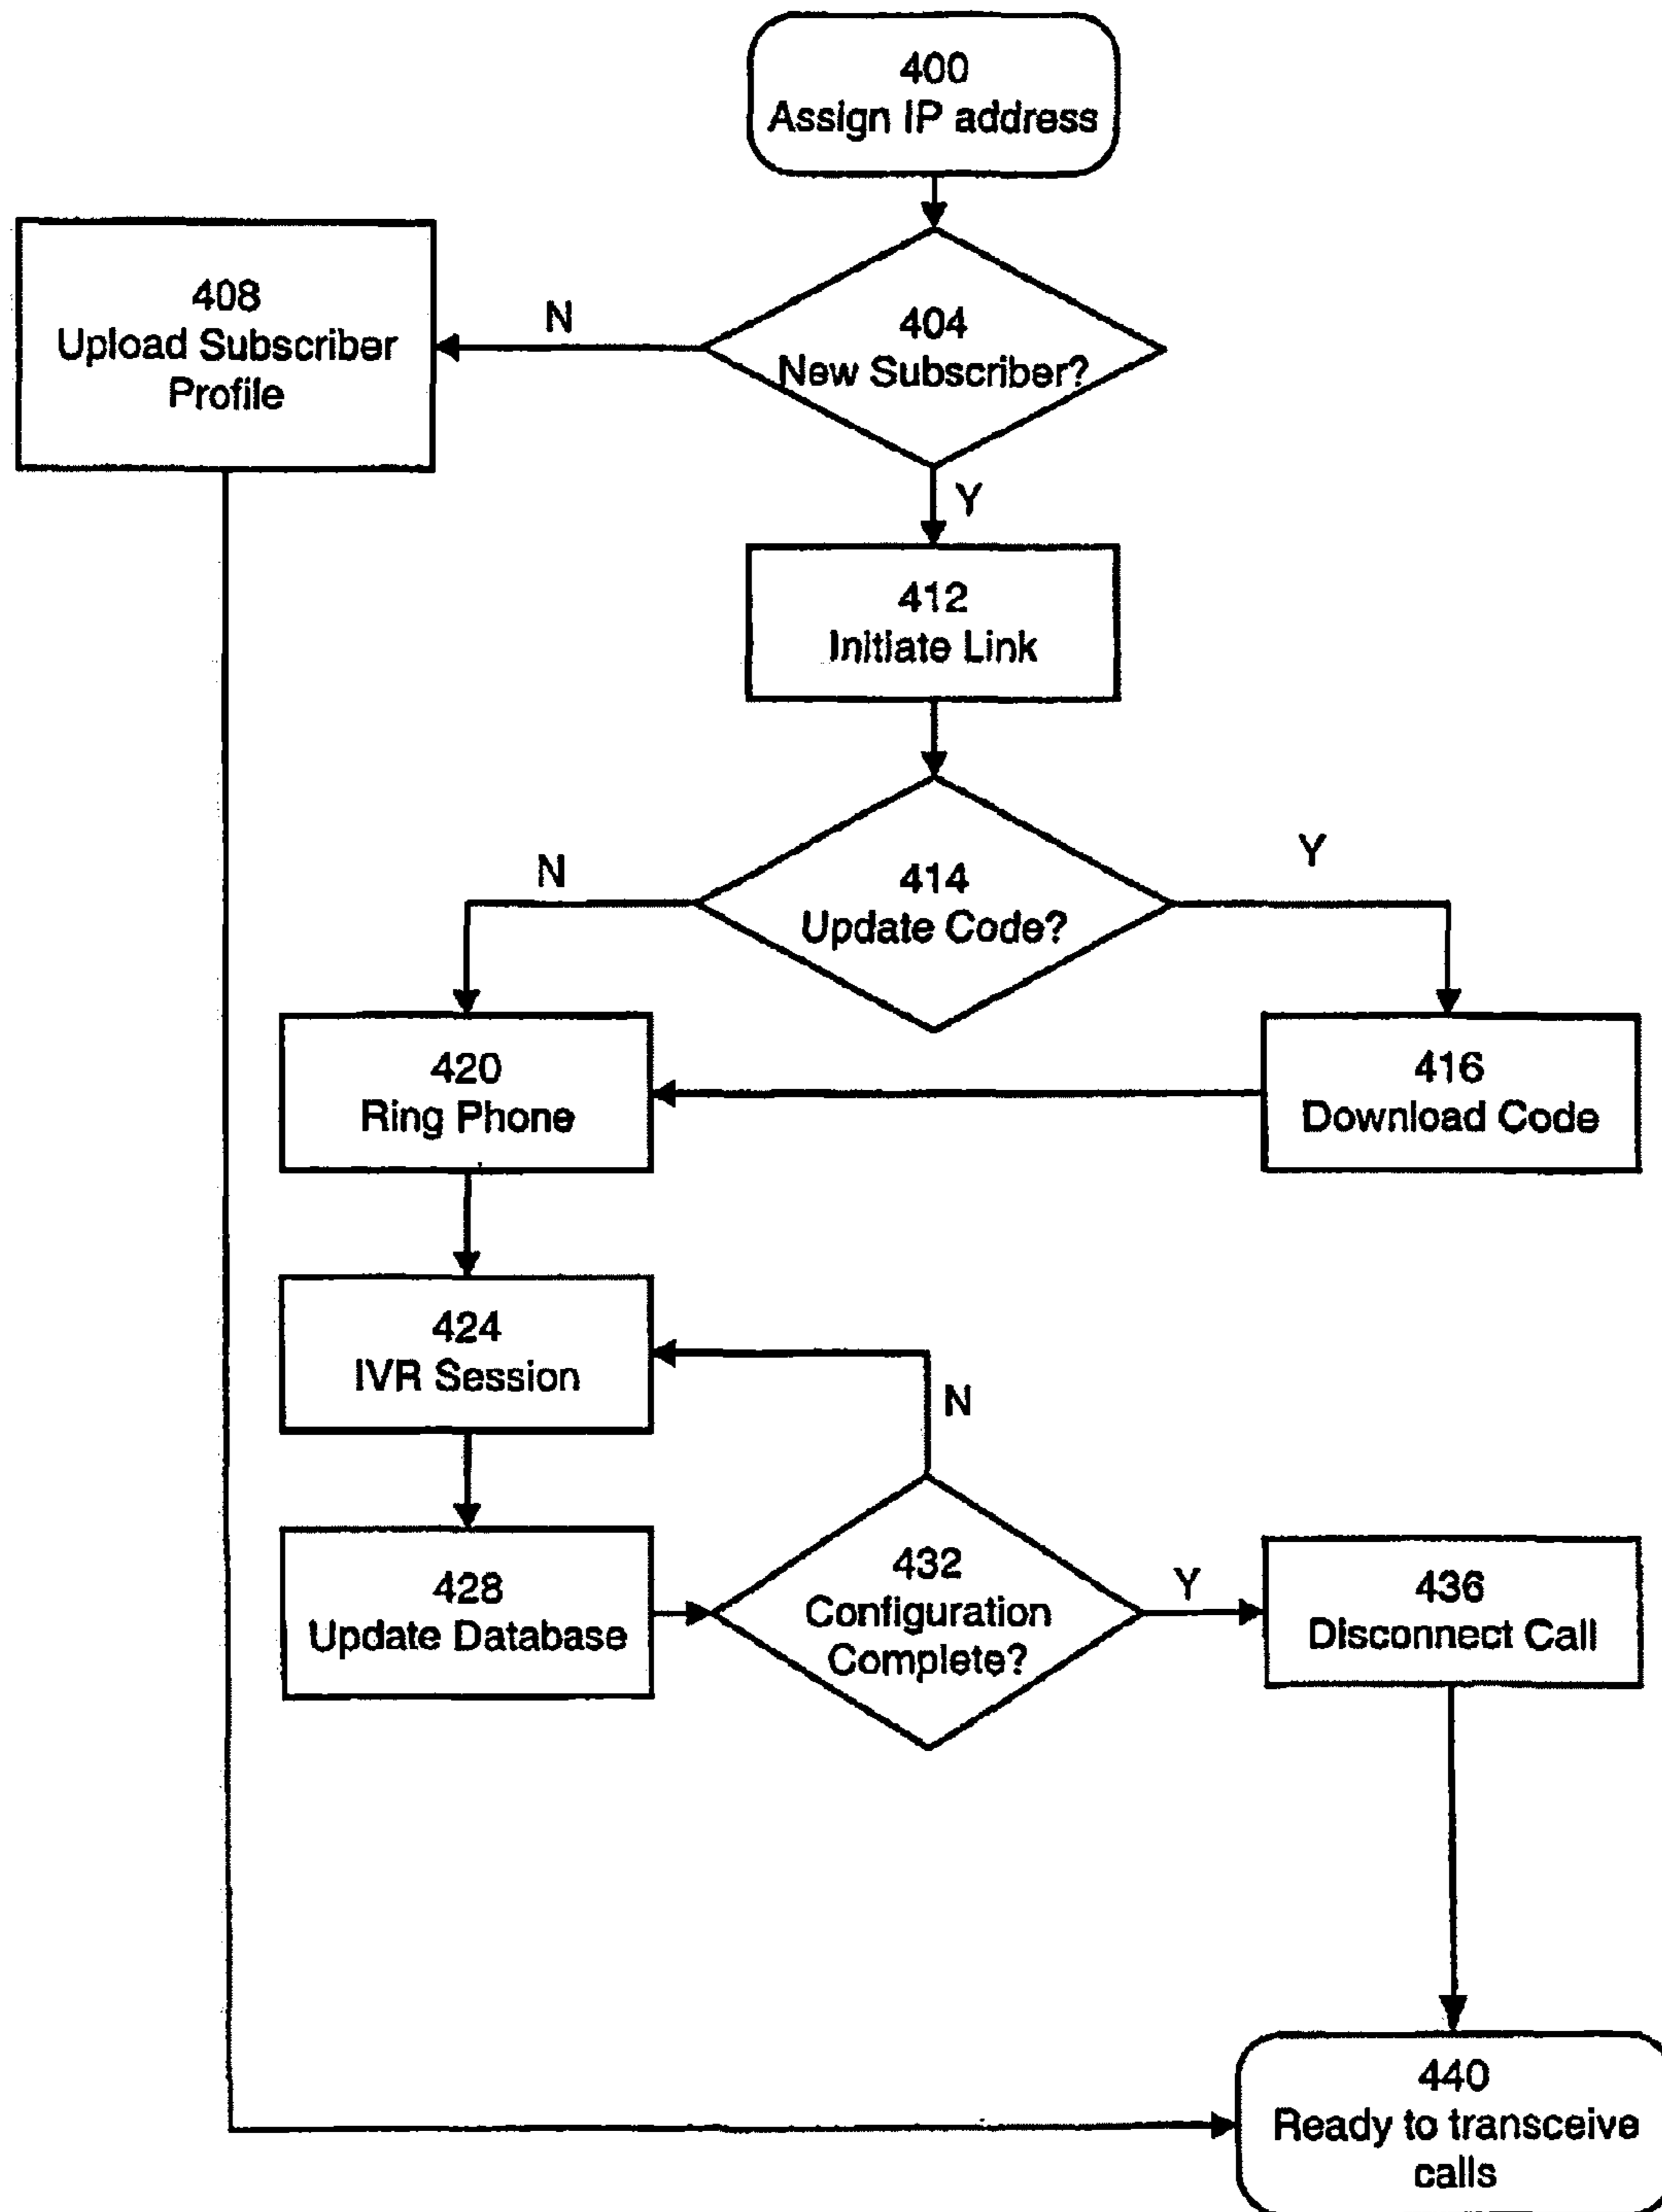 400
Assign IP address
408
Upload Subscriber
Profile
N
404
New Subscriber?
Y
412
Initiate Link
N
414
Update Code?
Y
420
Ring Phone
416
Download Code
424
IVR Session
N
428
Update Database
432
Configuration
Complete?
Y
436
Disconnect Call
440
Ready to transceive
calls